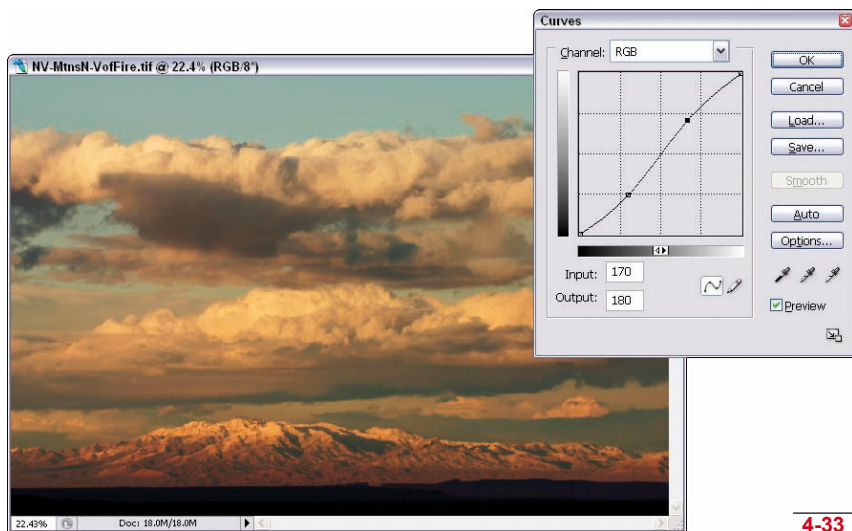 Curves
NV-MtnsN-VofFire.tif @ 22.4% (RGB/8*)
Channel: RGB
OK
Cancel
Load...
Save...
Smooth
Auto
Options...
Input: 170
Output: 180
Preview
22.43% Doc: 18.0M/18.0M
4-33